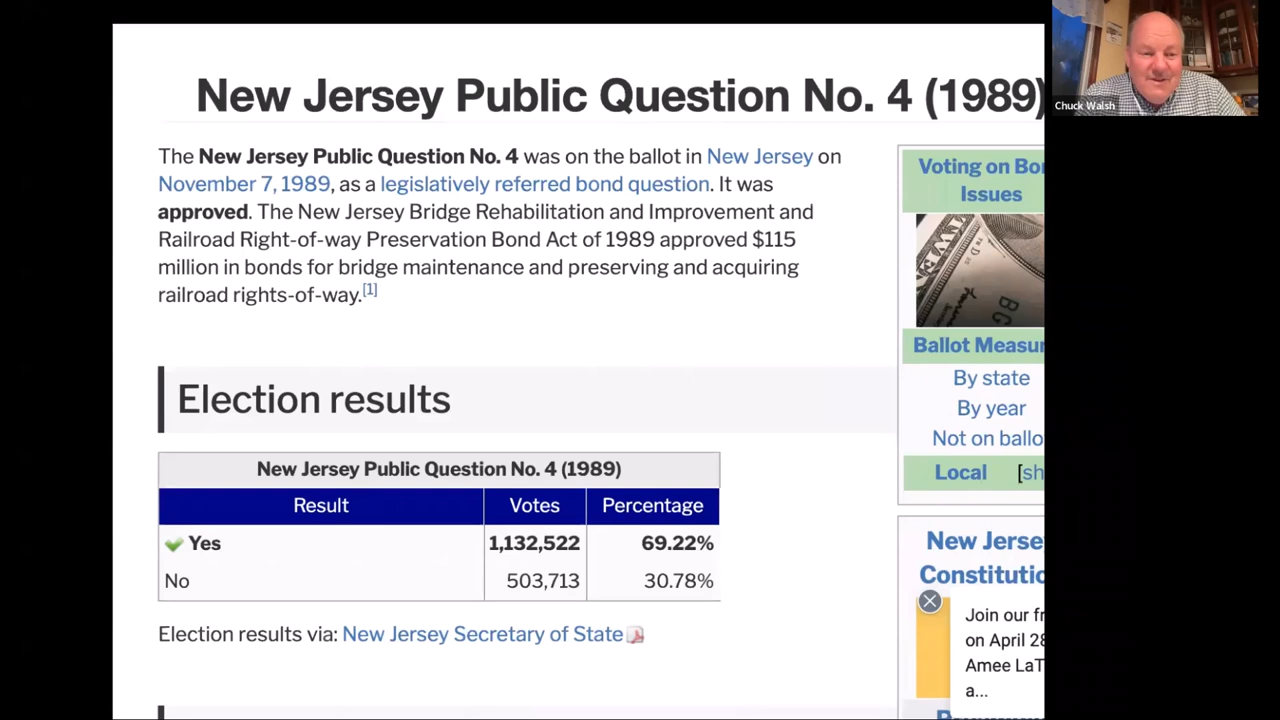 New Jersey Public Question No. 4 (1989)
Chuck Walsh
The New Jersey Public Question No. 4 was on the ballot in New Jersey on
November 7, 1989, as a legislatively referred bond question. It was
approved. The New Jersey Bridge Rehabilitation and Improvement and
Railroad Right-of-way Preservation Bond Act of 1989 approved $115
million in bonds for bridge maintenance and preserving and acquiring
railroad rights-of-way.[1]
Election results
New Jersey Public Question No. 4 (1989)
Result Votes Percentage
Yes 1,132,522 69.22%
No 503,713 30.78%
Election results via: New Jersey Secretary of State
Voting on Bon
Issues
TWE
Ballot Measur
By state
By year
Not on ballo
Local [sh
New Jerse
Constitutio
Join our fr
on April 28
Amee LaT
a...